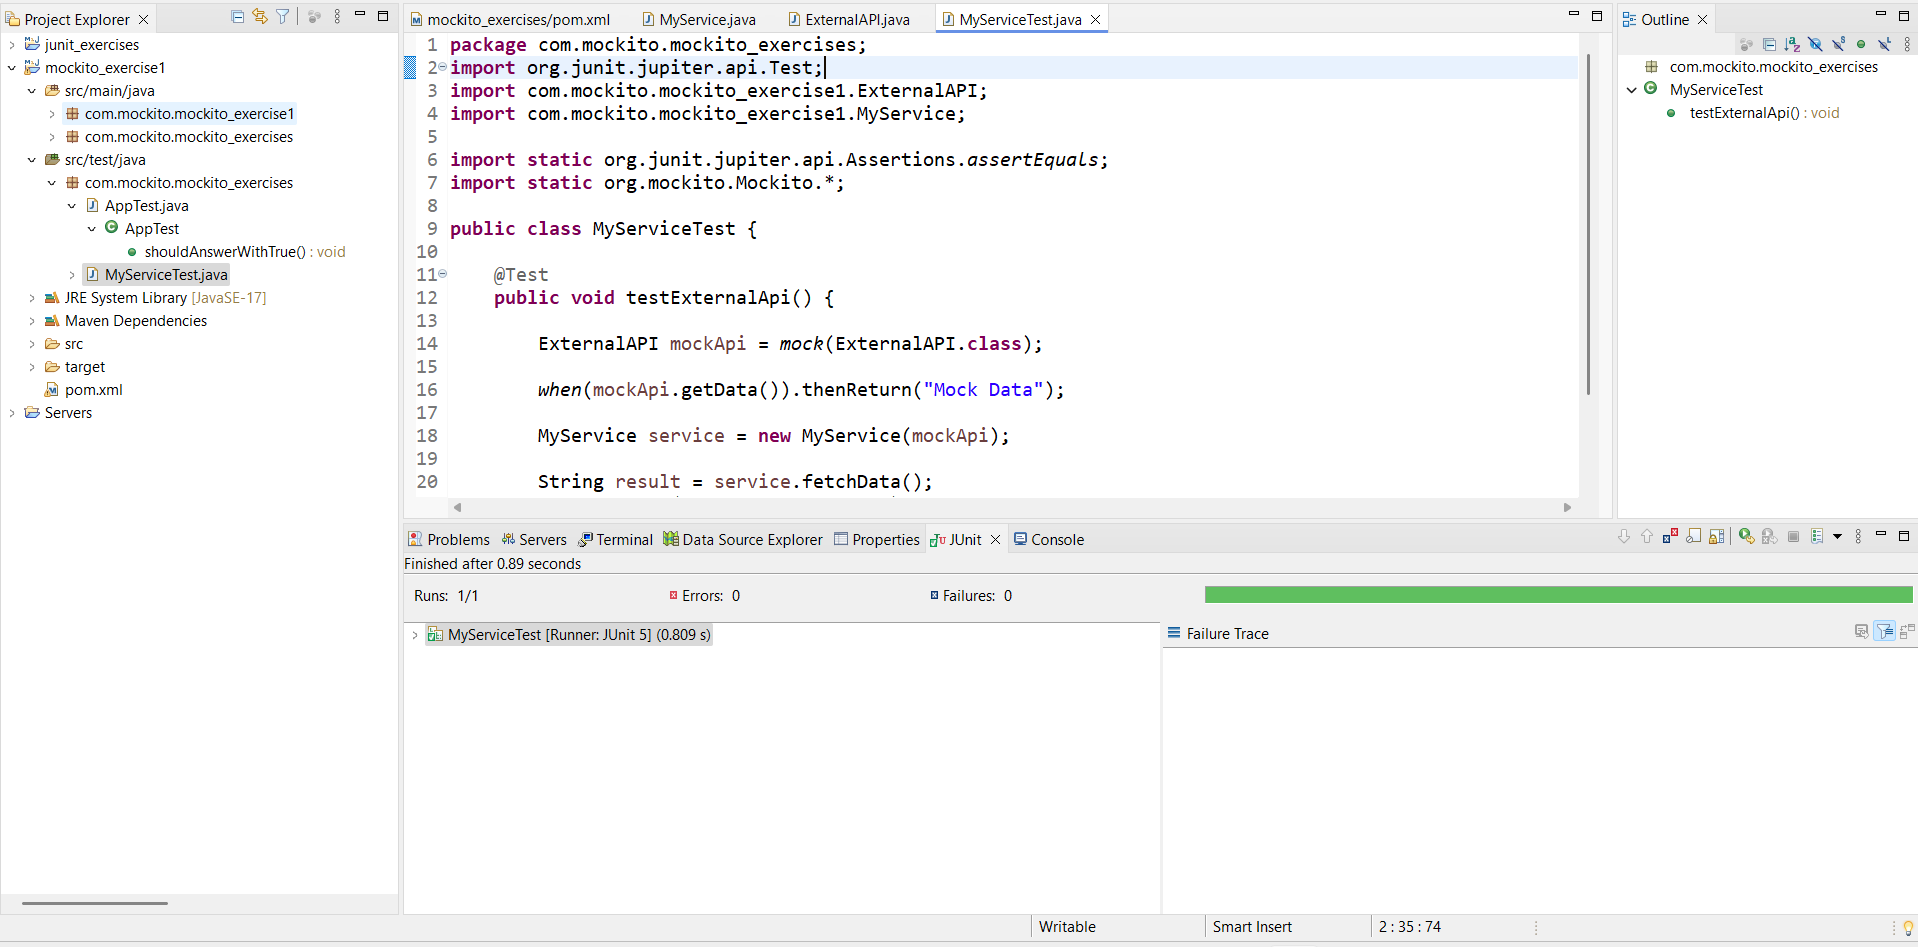 Project Explorer
junit_exercises
mockito_exercise1
src/main/java
com.mockito.mockito_exercise1
com.mockito.mockito_exercises
src/test/java
com.mockito.mockito_exercises
AppTest.java
AppTest
shouldAnswerWithTrue() : void
MyServiceTest.java
JRE System Library [JavaSE-17]
Maven Dependencies
src
target
pom.xml
Servers
mockito_exercises/pom.xml MyService.java ExternalAPI.java MyServiceTest.java
1 package com.mockito.mockito_exercises;
2 import org.junit.jupiter.api.Test;
3 import com.mockito.mockito_exercise1.ExternalAPI;
4 import com.mockito.mockito_exercise1.MyService;
5
6 import static org.junit.jupiter.api.Assertions.assertEquals;
7 import static org.mockito.Mockito.*;
8
9 public class MyServiceTest {
10
11 @Test
12 public void testExternalApi() {
13
14 ExternalAPI mockApi = mock(ExternalAPI.class);
15
16 when(mockApi.getData()).thenReturn("Mock Data");
17
18 MyService service = new MyService(mockApi);
19
20 String result = service.fetchData();
Outline
com.mockito.mockito_exercises
MyServiceTest
testExternalApi() : void
Problems Servers Terminal Data Source Explorer Properties JUnit Console
Finished after 0.89 seconds
Runs: 1/1 Errors: 0 Failures: 0
MyServiceTest [Runner: JUnit 5] (0.809 s)
Failure Trace
Writable Smart Insert 2 : 35 : 74